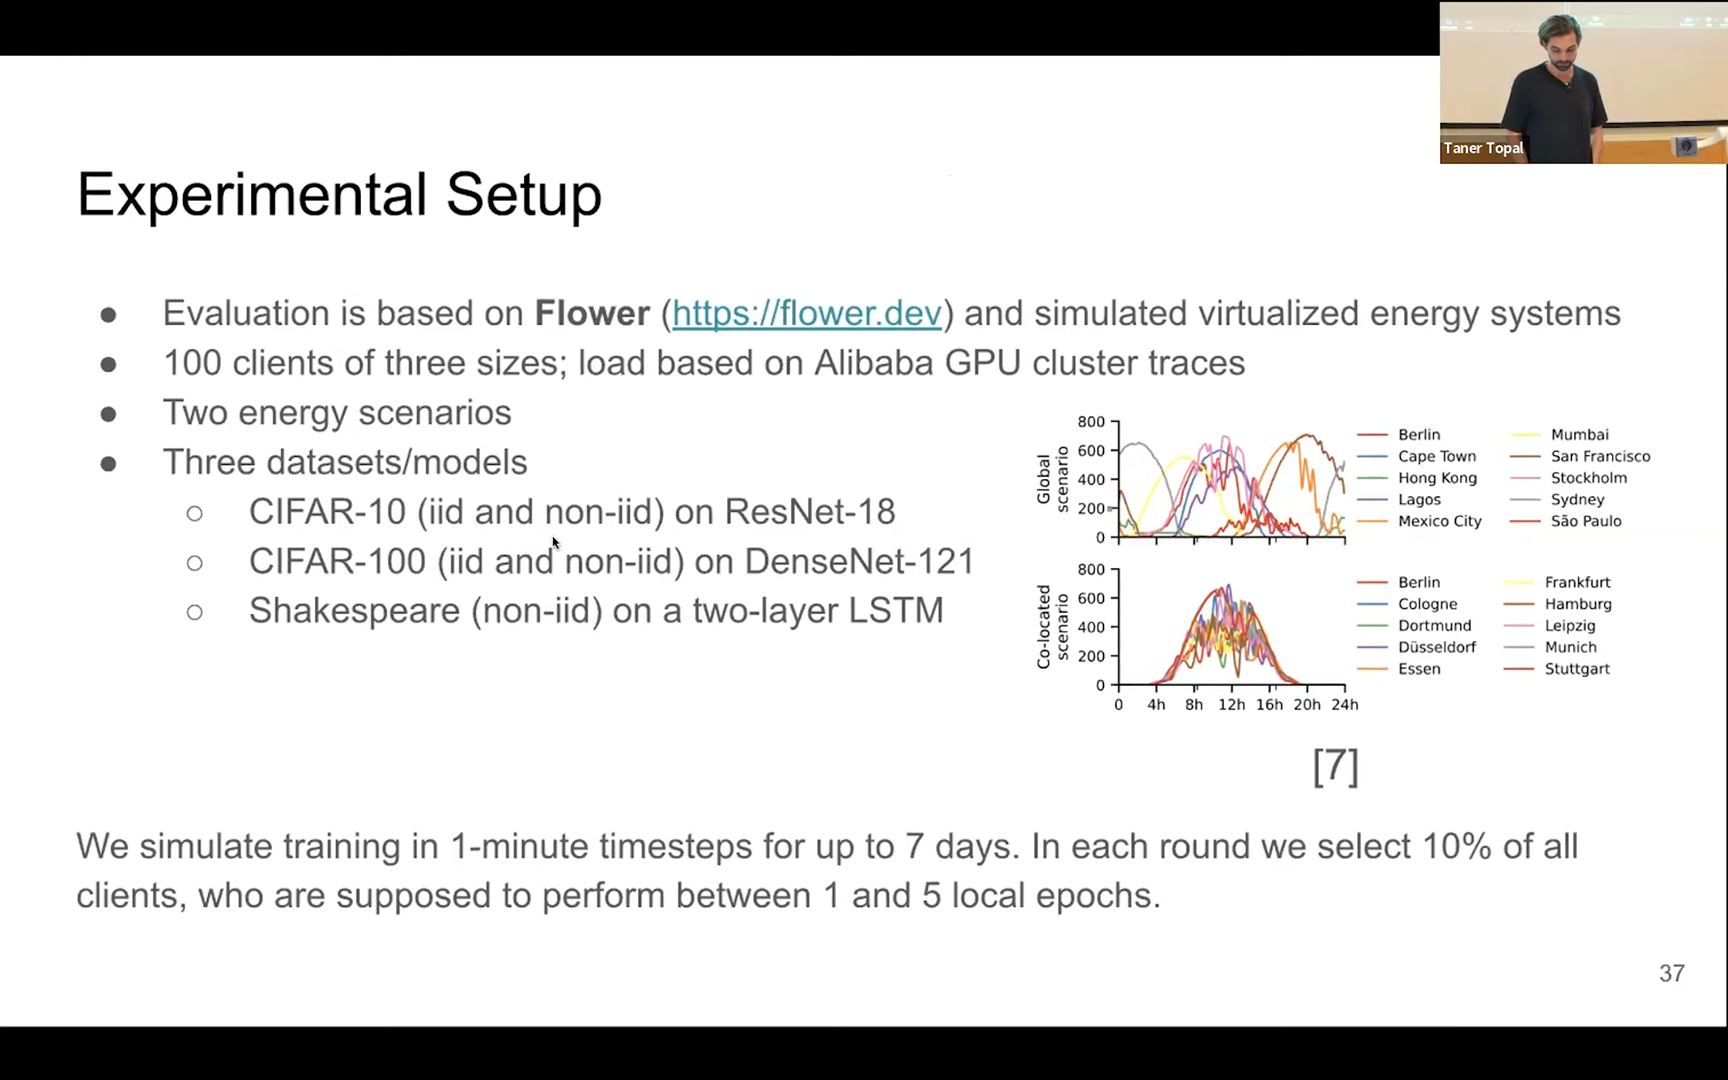 Taner Topal
Experimental Setup
● Evaluation is based on Flower (https://flower.dev) and simulated virtualized energy systems
● 100 clients of three sizes; load based on Alibaba GPU cluster traces
● Two energy scenarios
● Three datasets/models
○ CIFAR-10 (iid and non-iid) on ResNet-18
○ CIFAR-100 (iid and non-iid) on DenseNet-121
○ Shakespeare (non-iid) on a two-layer LSTM
Global
scenario
800
600
400
200
0
Berlin
Cape Town
Hong Kong
Lagos
Mexico City
Mumbai
San Francisco
Stockholm
Sydney
São Paulo
Co-located
scenario
800
600
400
200
0
0 4h 8h 12h 16h 20h 24h
Berlin
Cologne
Dortmund
Düsseldorf
Essen
Frankfurt
Hamburg
Leipzig
Munich
Stuttgart
[7]
We simulate training in 1-minute timesteps for up to 7 days. In each round we select 10% of all
clients, who are supposed to perform between 1 and 5 local epochs.
37